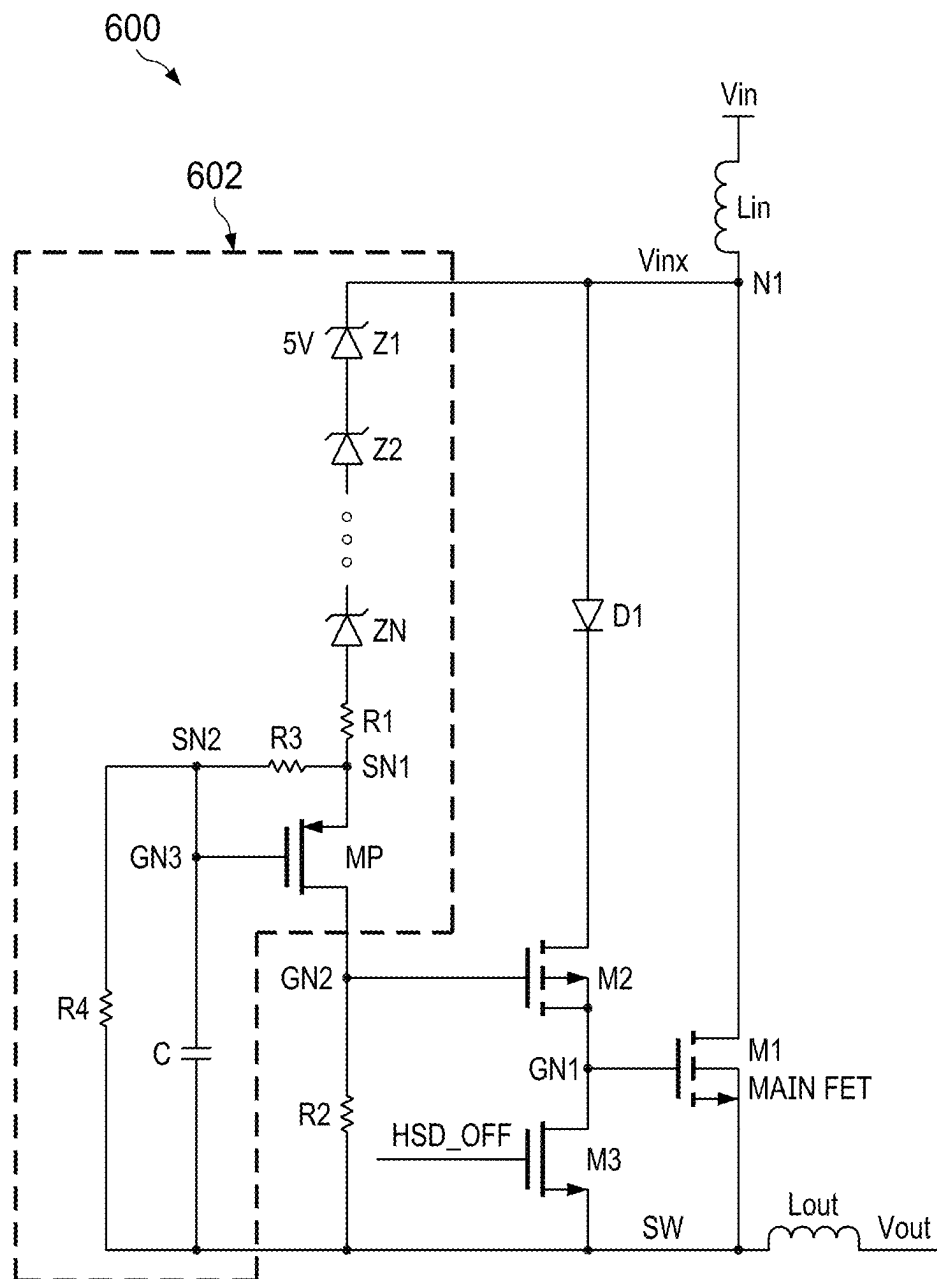 600
Vin
602
Lin
Vinx
N1
5V
Z1
Z2
D1
ZN
R1
SN2
R3
SN1
GN3
MP
GN2
M2
R4
C
GN1
M1
MAIN FET
R2
HSD_OFF
M3
SW
Lout
Vout